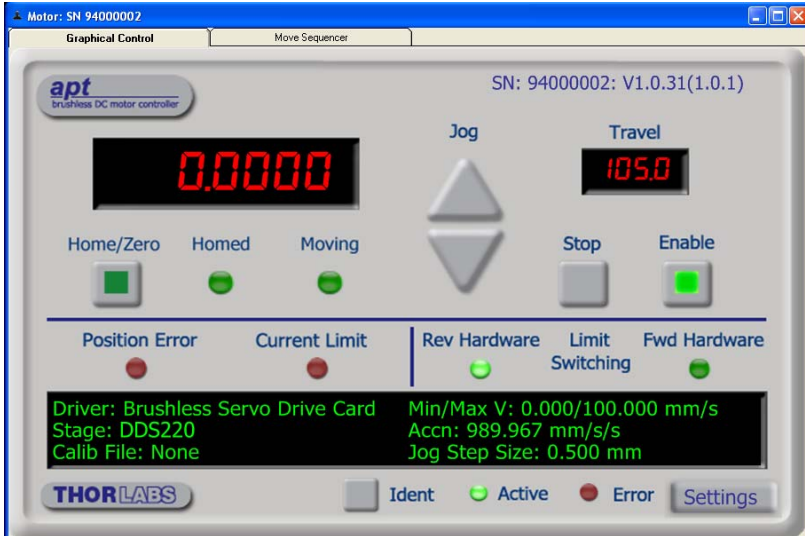 Motor: SN 94000002
Graphical Control Move Sequencer
apt
brushless DC motor controller
SN: 94000002: V1.0.31(1.0.1)
Jog Travel
0.0000 105.0
Home/Zero Homed Moving Stop Enable
Position Error Current Limit Rev Hardware Limit Switching Fwd Hardware
Driver: Brushless Servo Drive Card Min/Max V: 0.000/100.000 mm/s
Stage: DDS220 Accn: 989.967 mm/s/s
Calib File: None Jog Step Size: 0.500 mm
THORLABS Ident Active Error Settings